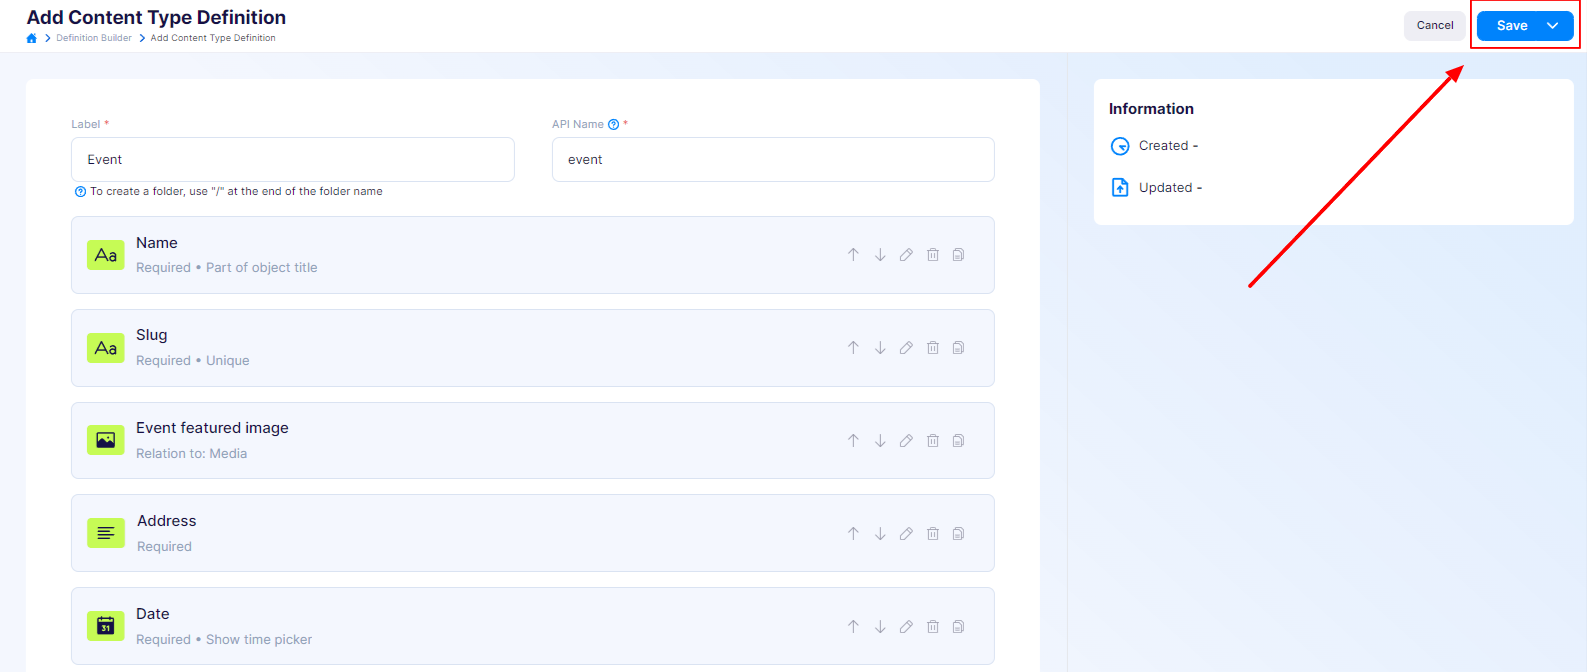 Add Content Type Definition
Definition Builder Add Content Type Definition
Cancel
Save
Label *
API Name *
Event
event
To create a folder, use "/" at the end of the folder name
Aa
Name
Required • Part of object title
Aa
Slug
Required • Unique
Event featured image
Relation to: Media
Address
Required
31
Date
Required • Show time picker
Information
Created -
Updated -